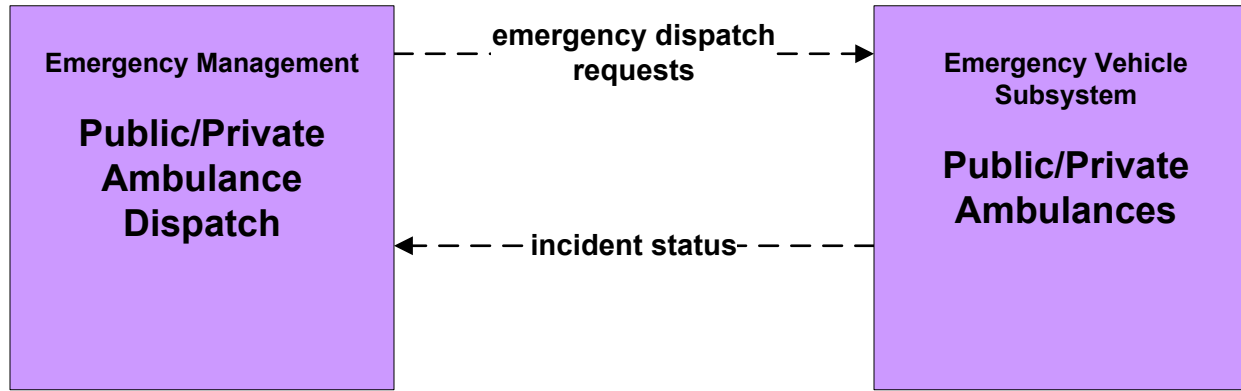 Emergency Management
Public/Private
Ambulance
Dispatch
emergency dispatch
requests
incident status
Emergency Vehicle
Subsystem
Public/Private
Ambulances